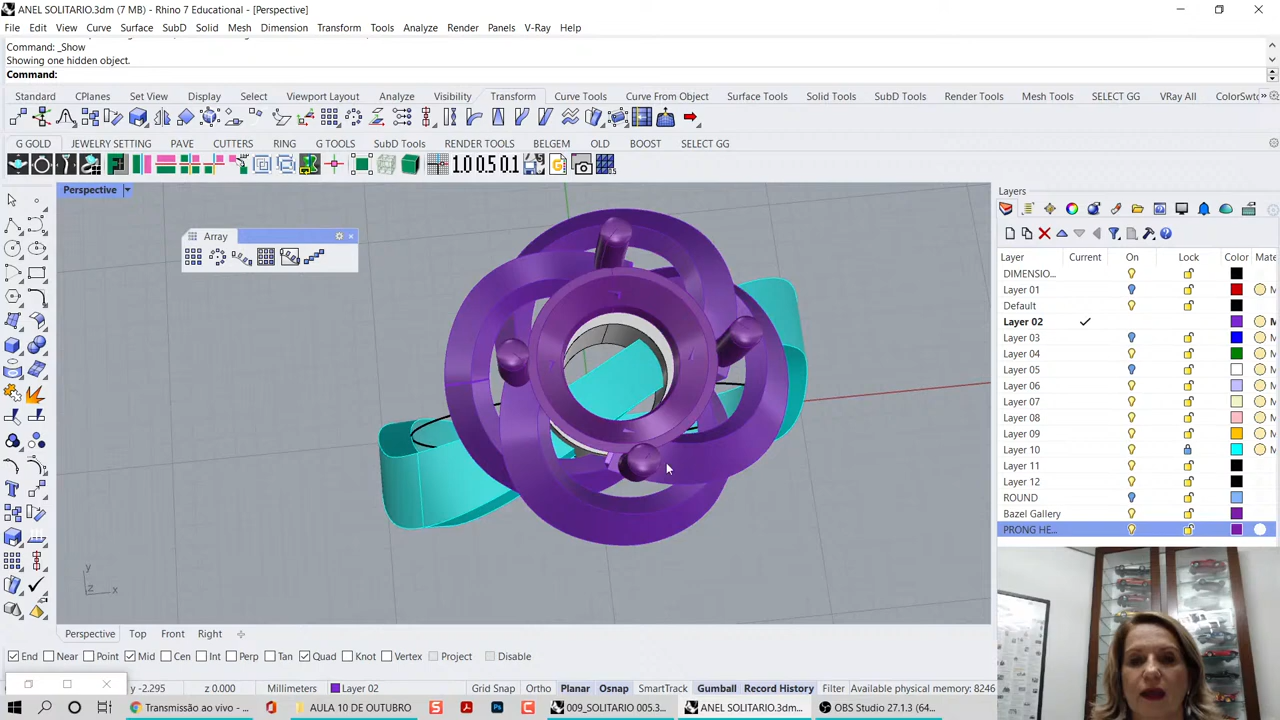 ANEL SOLITARIO.3dm (7 MB) - Rhino 7 Educational - [Perspective]
File Edit View Curve Surface Solid SubD Mesh Dimension Transform Tools Analyze Render Panels V-Ray Help
Command: _Show
Showing one hidden object.
Command:
Standard CPlanes Set View Display Select Viewport Layout Analyze Visibility Transform Curve Tools Curve From Object Surface Tools Solid Tools SubD Tools Render Tools Mesh Tools SELECT GG VRay All ColorSwto
G GOLD JEWELRY SETTING PAVE CUTTERS RING G TOOLS SubD Tools RENDER TOOLS BELGEM OLD BOOST SELECT GG
1.0 0.5 0.1
Perspective
Array
y
z x
Layers
Layer Current On Lock Color Mate
DIMENSIO...
Layer 01 M
Default
Layer 02
Layer 03 M
Layer 04 M
Layer 05 M
Layer 06 M
Layer 07 M
Layer 08 M
Layer 09 M
Layer 10 M
Layer 11
Layer 12
ROUND
Bazel Gallery
PRONG HE...
Perspective Top Front Right
End Near Point Mid Cen Int Perp Tan Quad Knot Vertex Project Disable
y -2.295 z 0.000 Millimeters Layer 02 Grid Snap Ortho Planar Osnap SmartTrack Gumball Record History Filter Available physical memory: 8246
Transmissão ao vivo - ... AULA 10 DE OUTUBRO 009_SOLITARIO 005.3... ANEL SOLITARIO.3dm... OBS Studio 27.1.3 (64...